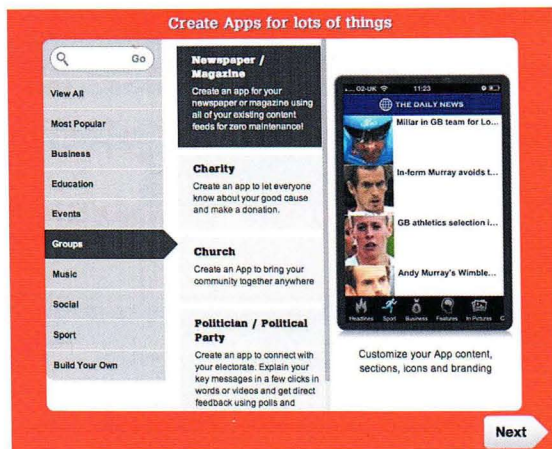 Create Apps for lots of things
Go
View All
Most Popular
Business
Education
Events
Groups
Music
Social
Sport
Build Your Own
Newspaper /
Magazine
Create an app for your
newspaper or magazine using
all of your existing content
feeds for zero maintenance!
Charity
Create an app to let everyone
know about your good cause
and make a donation.
Church
Create an App to bring your
community together anywhere
Politician / Political
Party
Create an app to connect with
your electorate. Explain your
key messages in a few clicks in
words or videos and get direct
feedback using polls and
O2-UK 11:23
THE DAILY NEWS
Millar in GB team for Lo...
In-form Murray avoids t...
GB athletics selection i...
Andy Murray's Wimble...
Headlines Sport Business Features In Pictures C
Customize your App content,
sections, icons and branding
Next